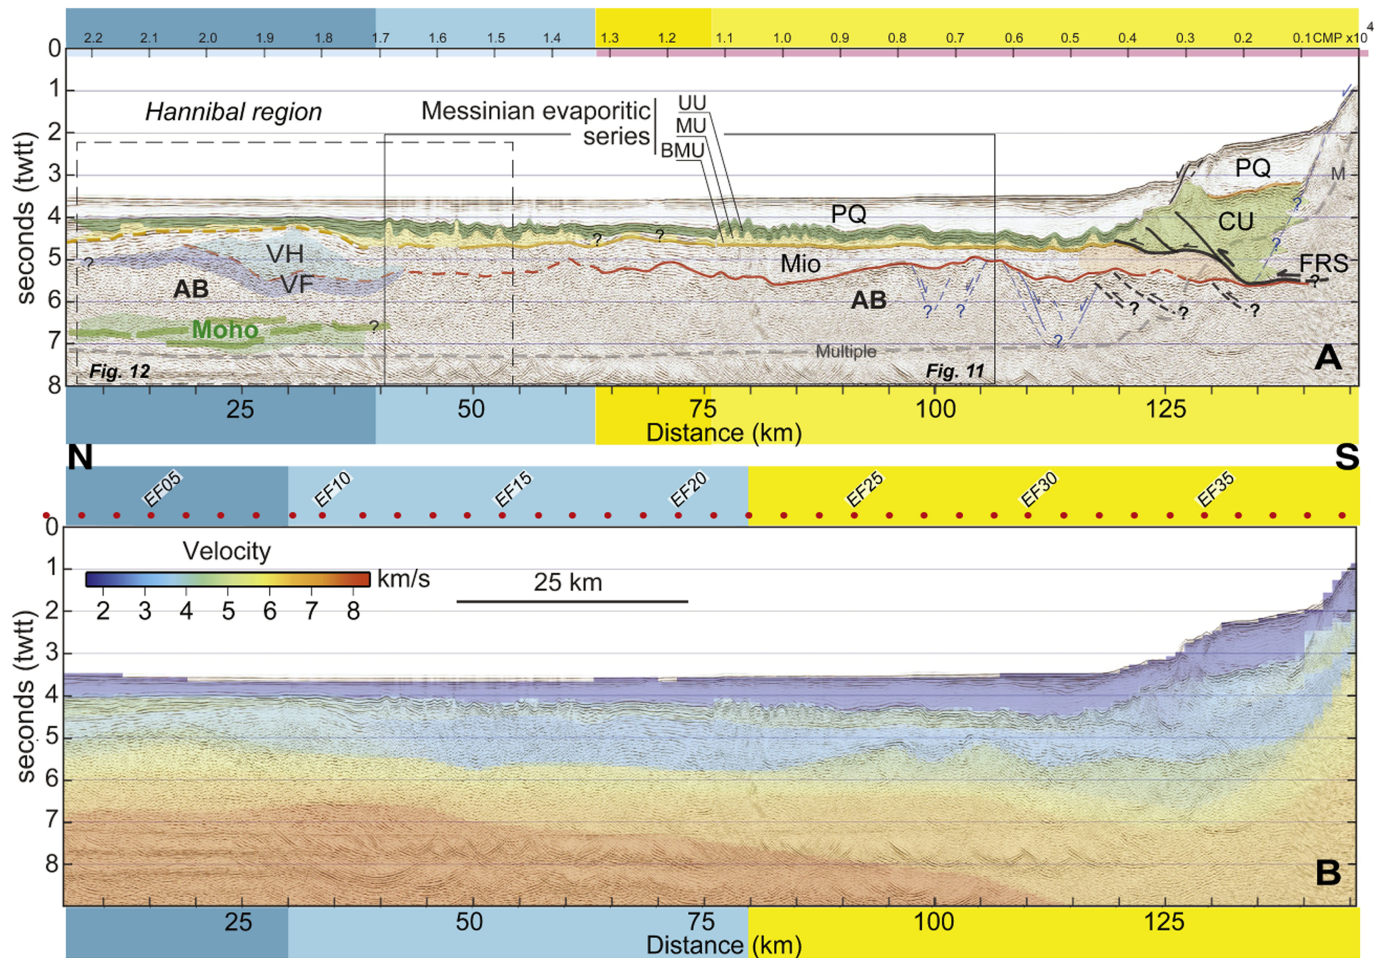 2.2 2.1 2.0 1.9 1.8 1.7 1.6 1.5 1.4 1.3 1.2 1.1 1.0 0.9 0.8 0.7 0.6 0.5 0.4 0.3 0.2 0.1 CMP x10 4
0
1
2
3
4
5
6
7
8
seconds (twtt)
Hannibal region
Messinian evaporitic
series
UU
MU
BMU
PQ
PQ
M
CU
?
?
?
?
VH
Mio
FRS
?
?
VF
AB
AB
?
?
?
?
?
?
Moho
?
?
Multiple
Fig. 12
Fig. 11
A
25 50 75 100 125
Distance (km)
N
S
EF05 EF10 EF15 EF20 EF25 EF30 EF35
0
1
2
3
4
5
6
7
8
seconds (twtt)
Velocity
km/s
2 3 4 5 6 7 8
25 km
B
25 50 75 100 125
Distance (km)